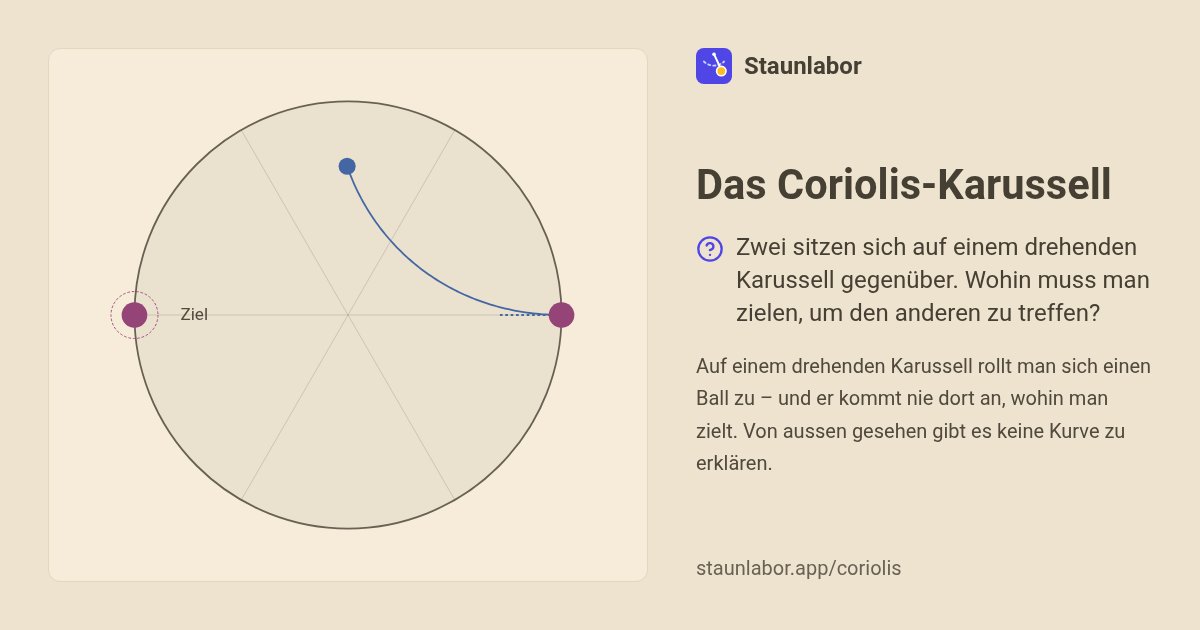 Ziel
Staunlabor
Das Coriolis-Karussell
Zwei sitzen sich auf einem drehenden
Karussell gegenüber. Wohin muss man
zielen, um den anderen zu treffen?
Auf einem drehenden Karussell rollt man sich einen
Ball zu – und er kommt nie dort an, wohin man
zielt. Von aussen gesehen gibt es keine Kurve zu
erklären.
staunlabor.app/coriolis